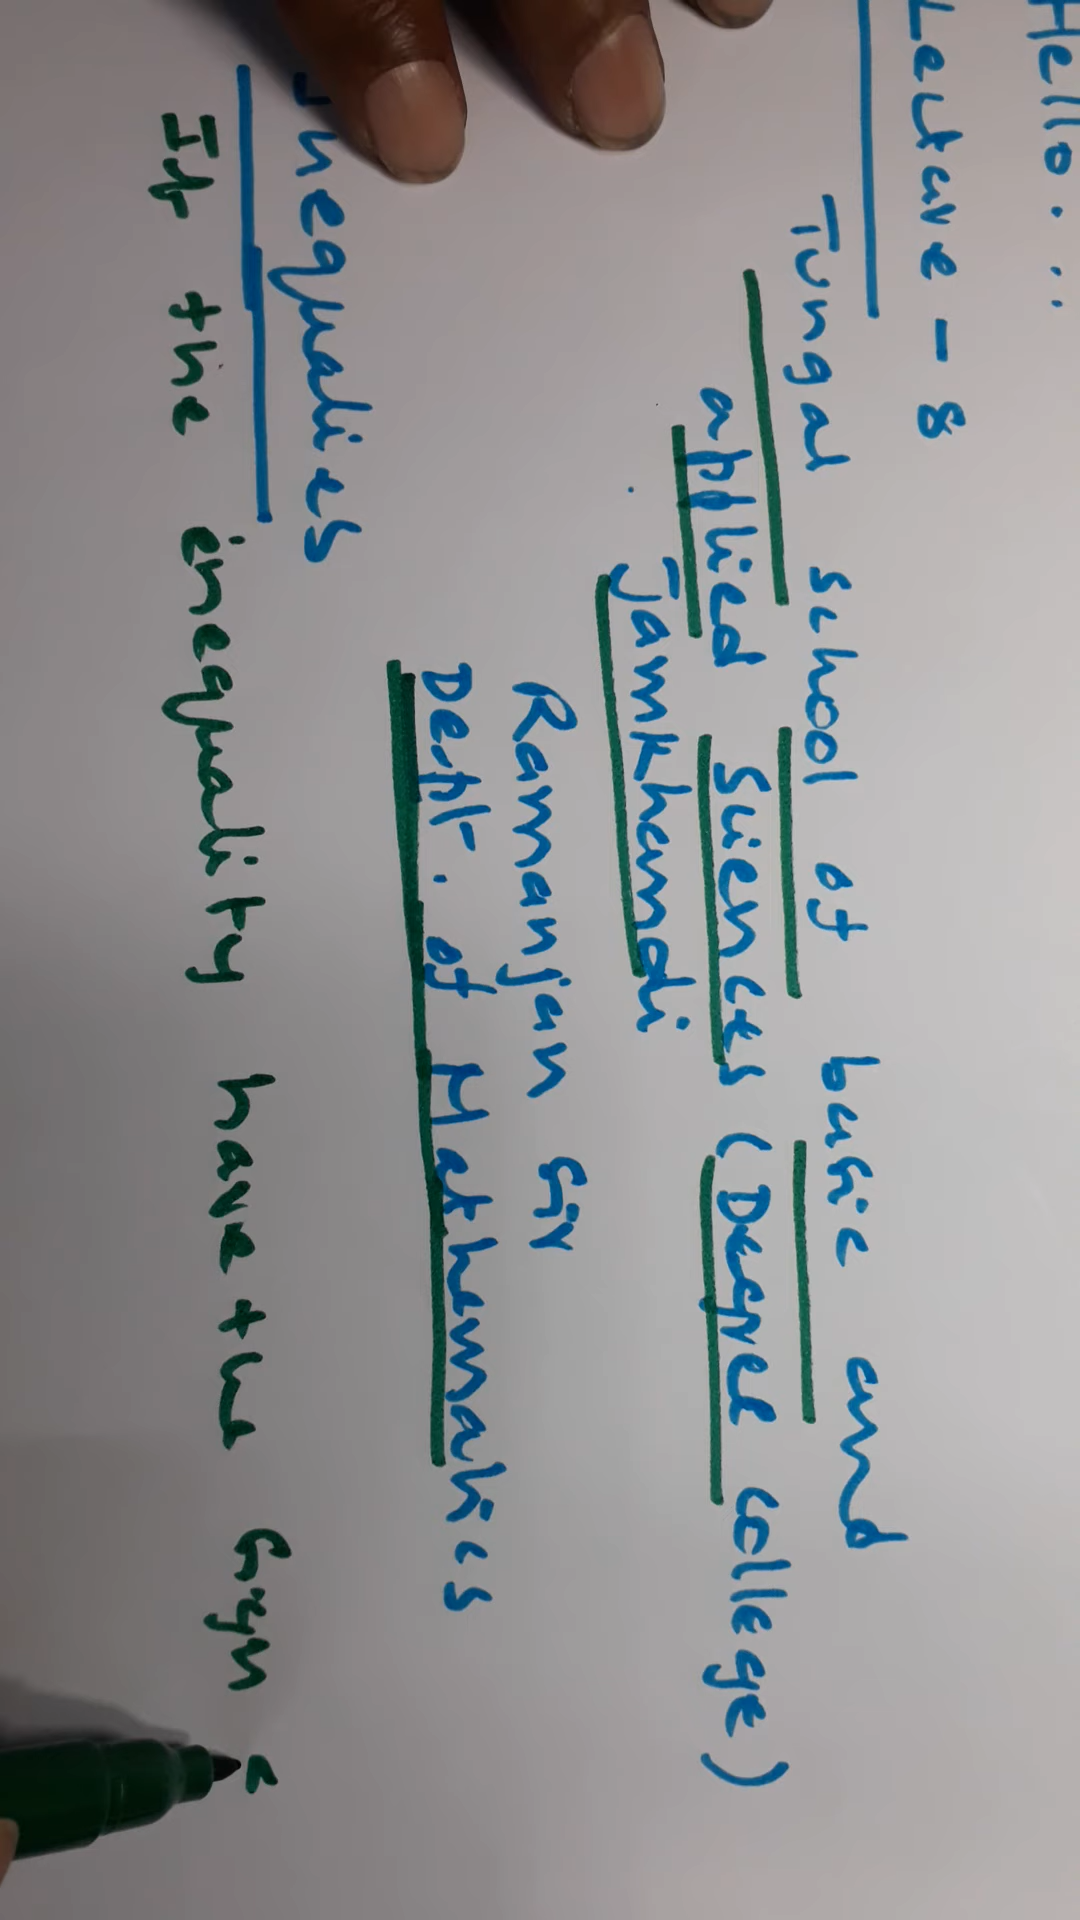 Hello...
Lecture - 8
Tungal school of basic and
applied Sciences (Degree college)
Jamkhandi
Ramanjan Sir
Dept. of Mathematics
Inequalies
If the inequality have the sign <